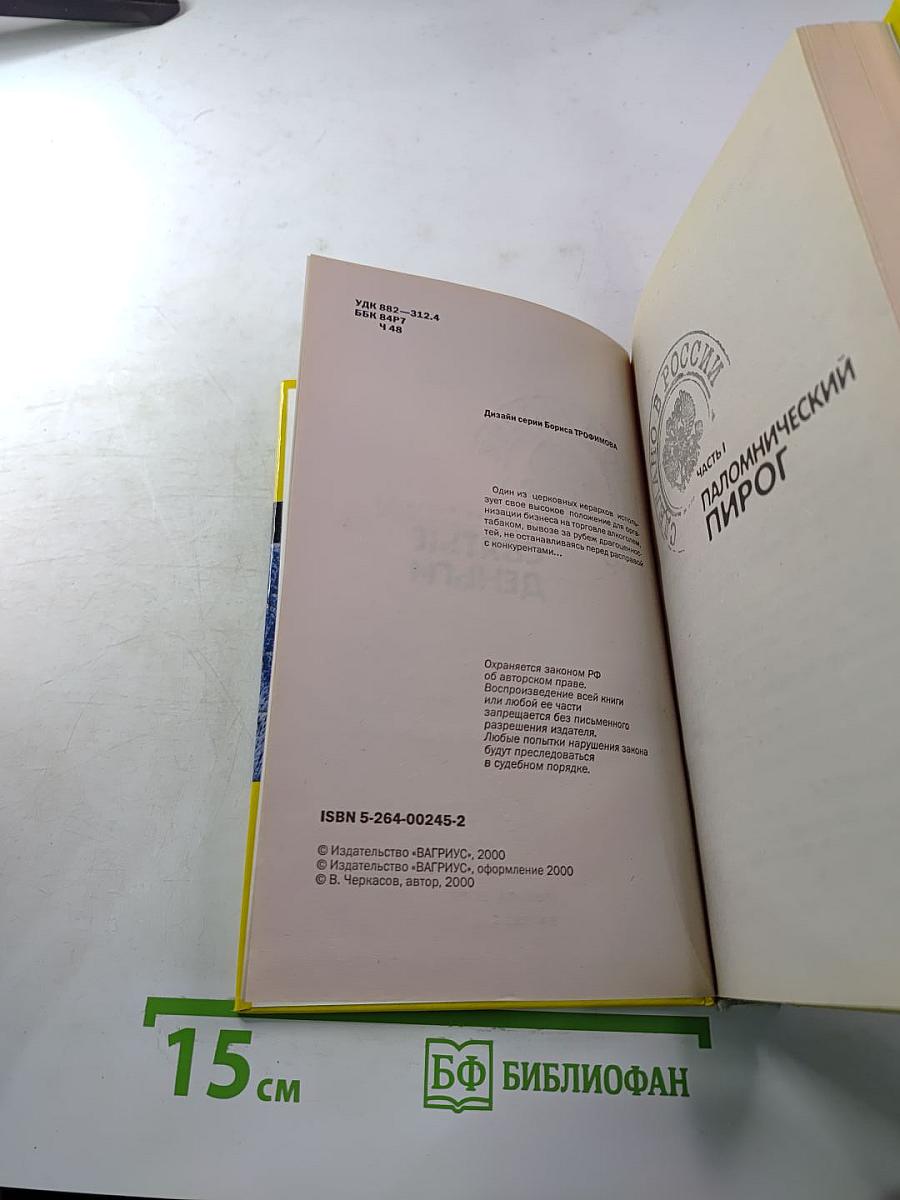 УДК 882—312.4
ББК 84Р7
Ч 48
Дизайн серии Бориса ТРОФИМОВА
Один из церковных иерархов исполь-
зует свое высокое положение для орга-
низации бизнеса на торговле алкоголем,
табаком, вывозе за рубеж драгоценнос-
тей, не останавливаясь перед расправой
с конкурентами...
Охраняется законом РФ
об авторском праве.
Воспроизведение всей книги
или любой ее части
запрещается без письменного
разрешения издателя.
Любые попытки нарушения закона
будут преследоваться
в судебном порядке.
ISBN 5-264-00245-2
© Издательство «ВАГРИУС», 2000
© Издательство «ВАГРИУС», оформление 2000
© В. Черкасов, автор, 2000
В РОССИИ
ЧАСТЬ I
ПАЛОМНИЧЕСКИЙ
ПИРОГ
15 см
БФ БИБЛИОФАН